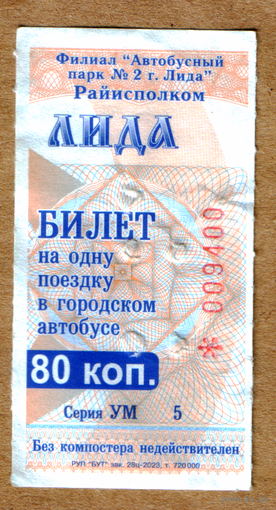 Филиал "Автобусный
парк № 2 г. Лида"
Райисполком
ЛИДА
БИЛЕТ
на одну
поездку
в городском
автобусе
* 009400
80 коп.
Серия УМ 5
Без компостера недействителен
РУП "БУТ" зак. 28ц-2023, т. 720 000